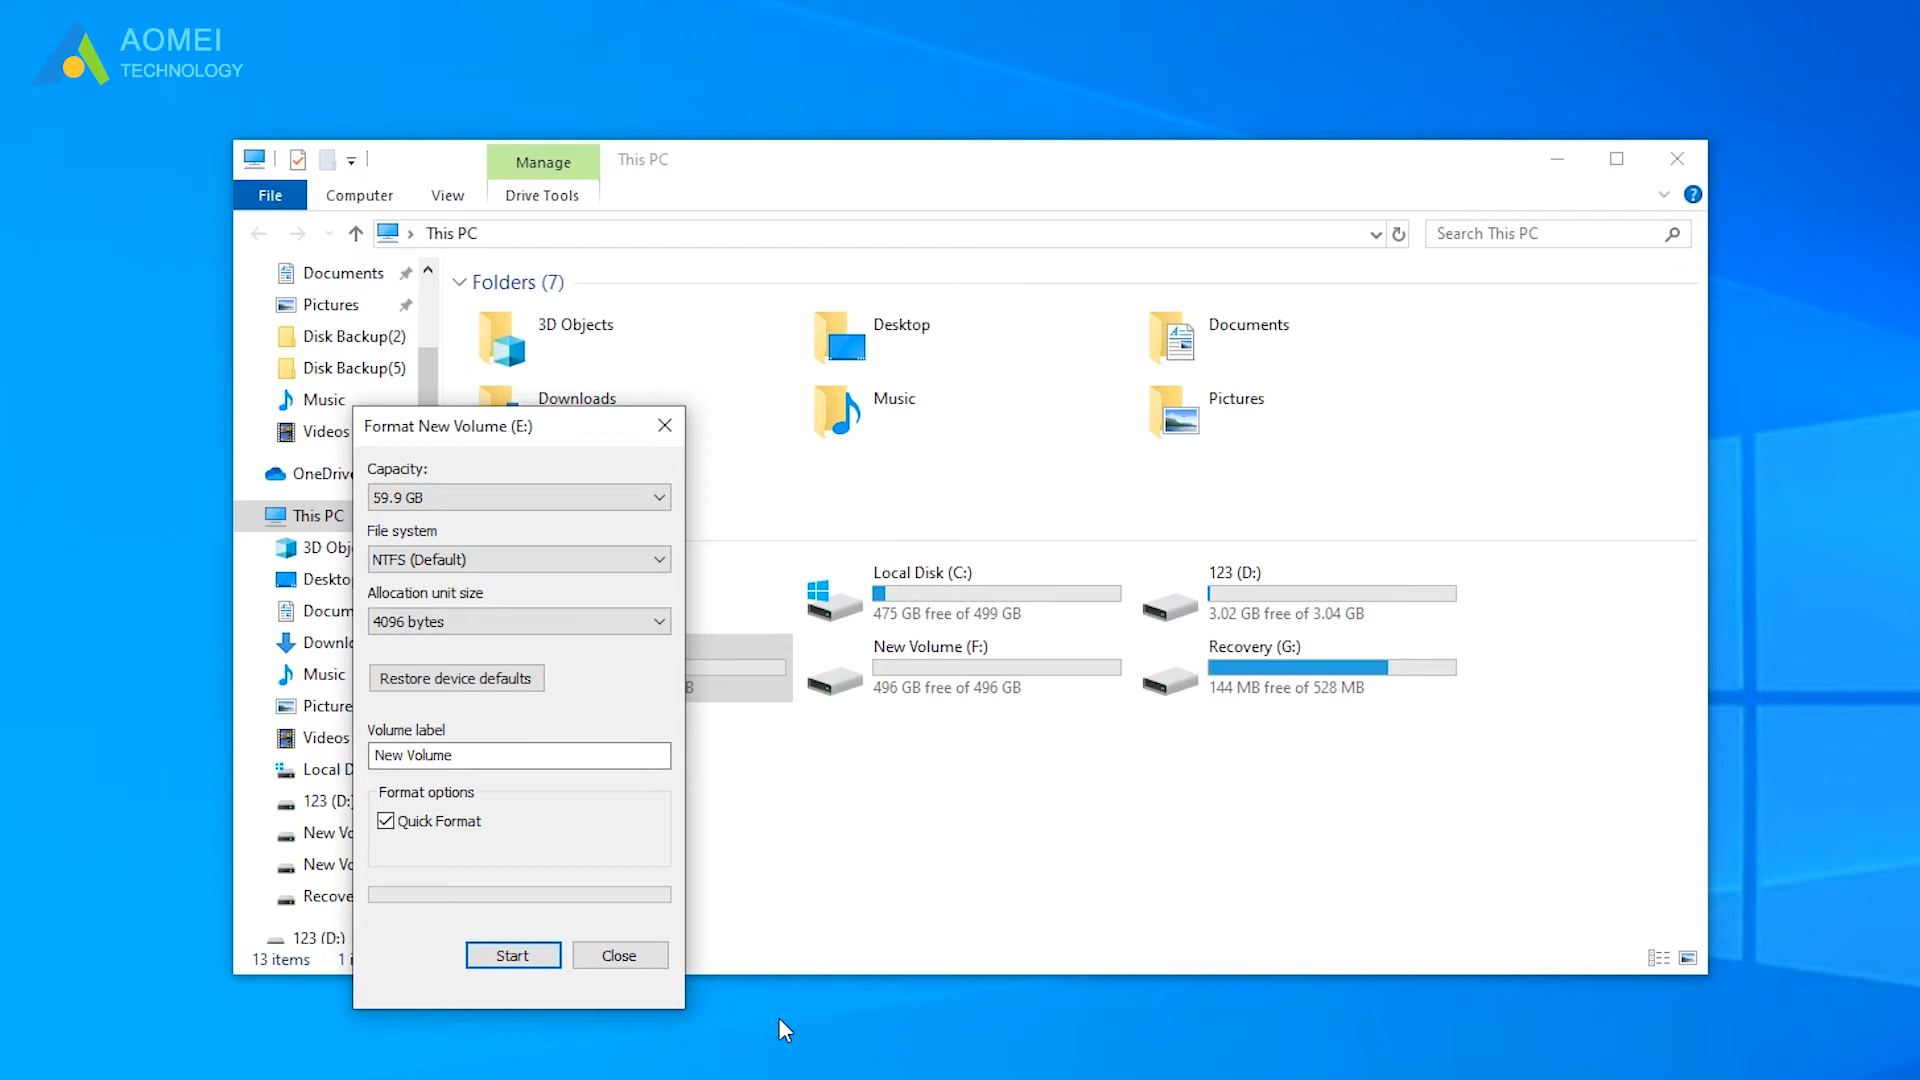 AOMEI
TECHNOLOGY
Manage
This PC
File
Computer
View
Drive Tools
?
This PC
Search This PC
Documents
Pictures
Disk Backup(2)
Disk Backup(5)
Music
Videos
OneDrive
This PC
3D Obj
Deskto
Docum
Downlo
Music
Picture
Videos
Local D
123 (D:
New Vo
New Vo
Recove
123 (D:)
13 items
1 i
Folders (7)
3D Objects
Desktop
Documents
Downloads
Music
Pictures
Local Disk (C:)
475 GB free of 499 GB
123 (D:)
3.02 GB free of 3.04 GB
B
New Volume (F:)
496 GB free of 496 GB
Recovery (G:)
144 MB free of 528 MB
Format New Volume (E:)
Capacity:
59.9 GB
File system
NTFS (Default)
Allocation unit size
4096 bytes
Restore device defaults
Volume label
New Volume
Format options
Quick Format
Start
Close